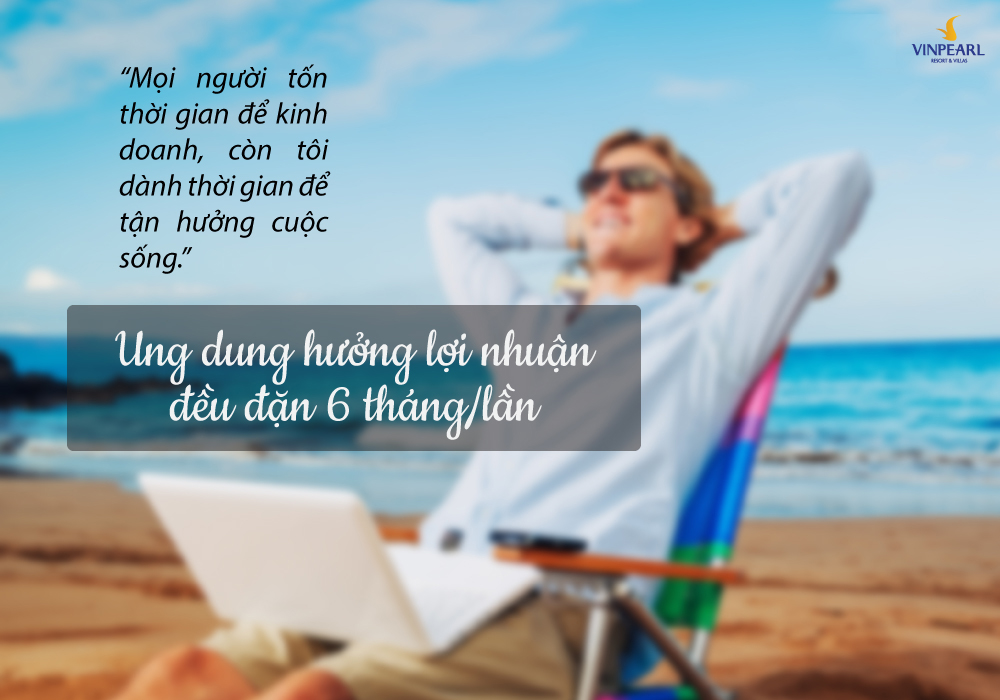 VINPEARL
RESORT & VILLAS
“Mọi người tốn
thời gian để kinh
doanh, còn tôi
dành thời gian để
tận hưởng cuộc
sống.”
Ung dung hưởng lợi nhuận
đều đặn 6 tháng/lần